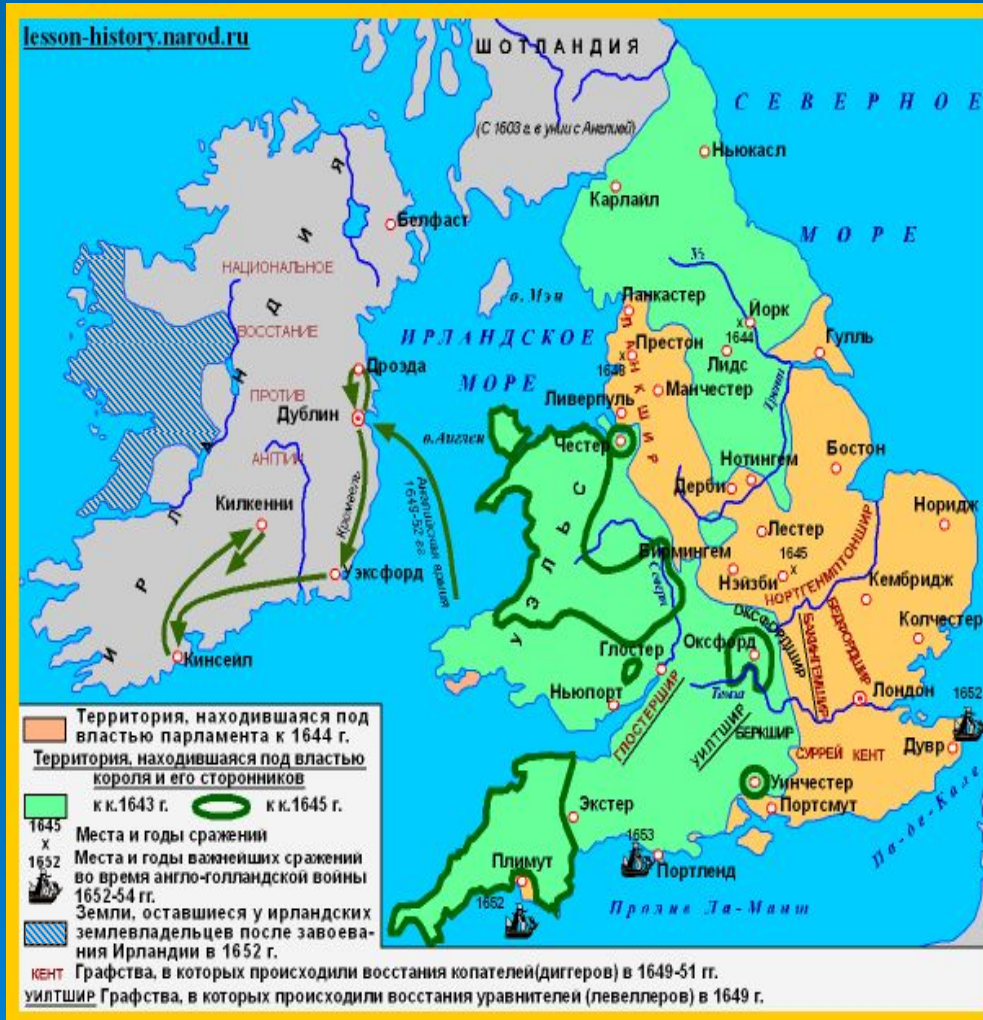 lesson-history.narod.ru
ШОТЛАНДИЯ
(С 1603 г. в унии с Англией)
СЕВЕРНОЕ
МОРЕ
Ньюкасл
Карлайл
Белфаст
ИРЛАНДИЯ
НАЦИОНАЛЬНОЕ
ВОССТАНИЕ
ПРОТИВ
АНГЛИИ
о. Мэн
ИРЛАНДСКОЕ
МОРЕ
Уз
Ланкастер
Йорк
1644
Гулль
Престон
1648
ЛАНКШИР
Лидс
Манчестер
Трент
Дроэда
Дублин
Ливерпуль
о.Англси
Честер
Бостон
Нотингем
Дерби
Норидж
Килкенни
Кромвель
Английская армия
1649-52 гг
УЭЛЬС
Бирмингем
Северн
Лестер
1645
Нэйзби
НОРТГЕНМПТОНШИР
Кембридж
Уэксфорд
Колчестер
ОКСФОРДШИР
БАКИНГЕМШИР
БЕДФОРДШИР
Кинсейл
Глостер
Оксфорд
Ньюпорт
Темза
Лондон
1652
ГЛОСТЕРШИР
УИЛТШИР
БЕРКШИР
СУРРЕЙ КЕНТ
Дувр
Уинчестер
Портсмут
Па-де-Кале
Экстер
1653
Портленд
Плимут
1652
Пролив Ла-Манш
Территория, находившаяся под
властью парламента к 1644 г.
Территория, находившаяся под властью
короля и его сторонников
к к.1643 г. к к.1645 г.
1645
х
Места и годы сражений
1652
Места и годы важнейших сражений
во время англо-голландской войны
1652-54 гг.
Земли, оставшиеся у ирландских
землевладельцев после завоева-
ния Ирландии в 1652 г.
КЕНТ Графства, в которых происходили восстания копателей(диггеров) в 1649-51 гг.
УИЛТШИР Графства, в которых происходили восстания уравнителей (левеллеров) в 1649 г.